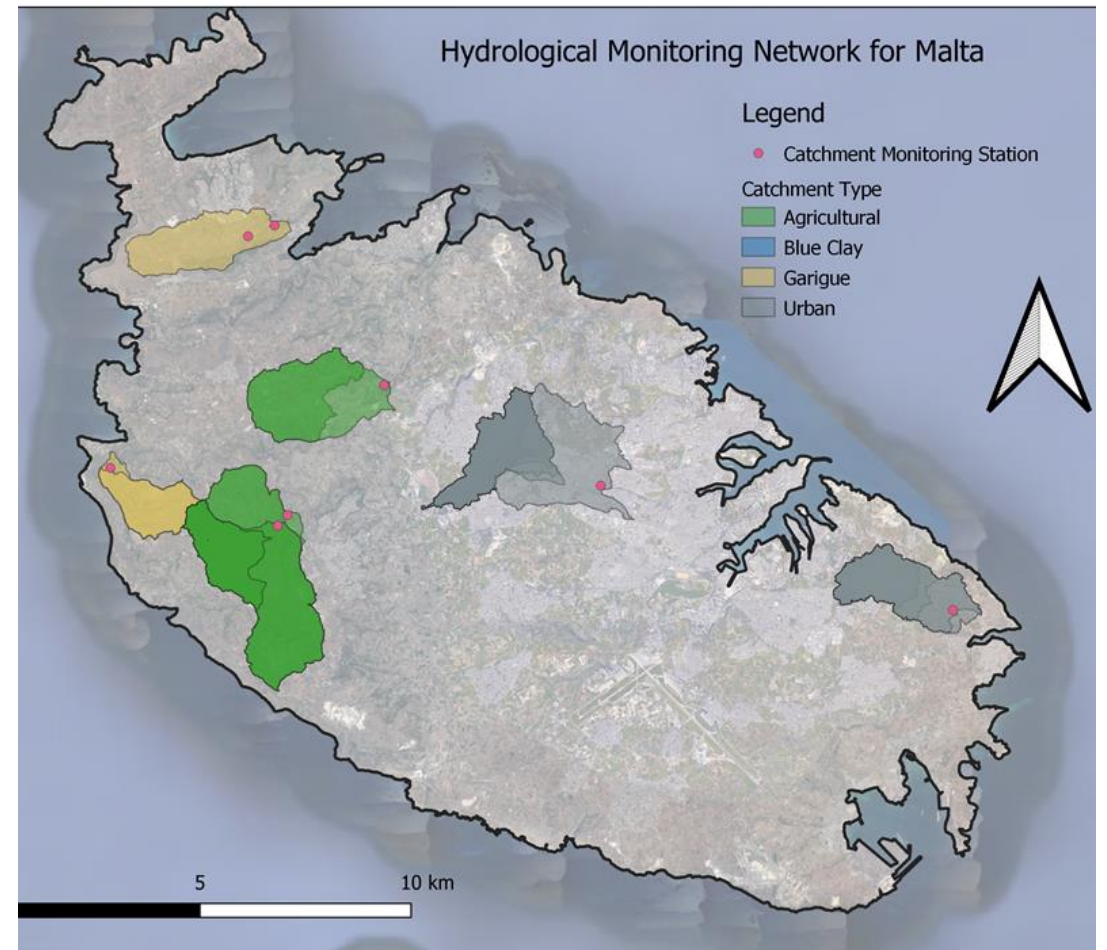 Hydrological Monitoring Network for Malta
Legend
Catchment Monitoring Station
Catchment Type
Agricultural
Blue Clay
Garigue
Urban
5 10 km